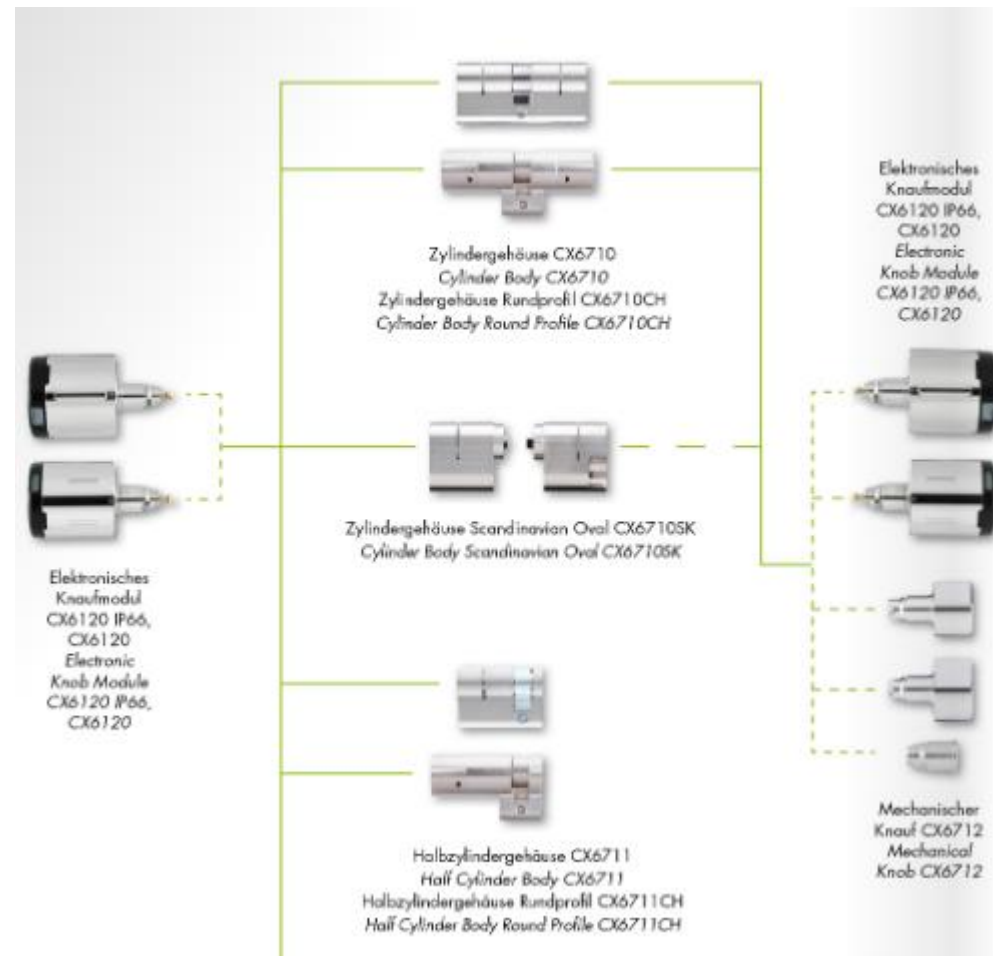 Zylindergehäuse CX6710
Cylinder Body CX6710
Zylindergehäuse Rundprofil CX6710CH
Cylinder Body Round Profile CX6710CH
Elektronisches
Knaufmodul
CX6120 IP66,
CX6120
Electronic
Knob Module
CX6120 IP66,
CX6120
Zylindergehäuse Scandinavian Oval CX6710SK
Cylinder Body Scandinavian Oval CX6710SK
Elektronisches
Knaufmodul
CX6120 IP66,
CX6120
Electronic
Knob Module
CX6120 IP66,
CX6120
Halbzylindergehäuse CX6711
Half Cylinder Body CX6711
Halbzylindergehäuse Rundprofil CX6711CH
Half Cylinder Body Round Profile CX6711CH
Mechanischer
Knauf CX6712
Mechanical
Knob CX6712